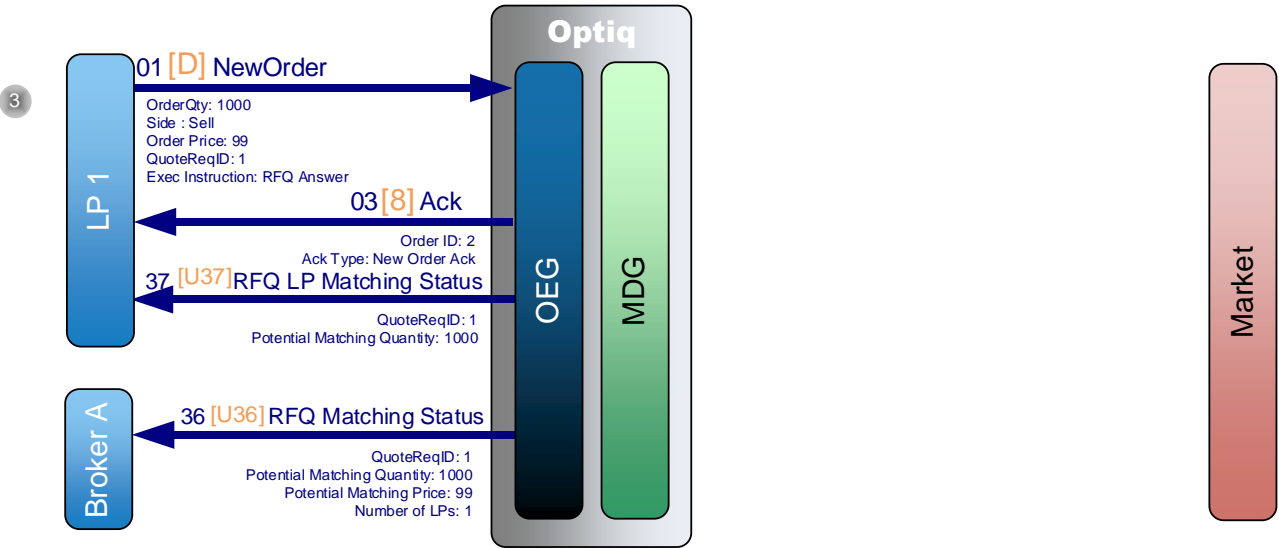 Optiq
01 [D] NewOrder
3
OrderQty: 1000
Side : Sell
Order Price: 99
QuoteReqID: 1
Exec Instruction: RFQ Answer
LP 1
03 [8] Ack
Order ID: 2
Ack Type: New Order Ack
37 [U37] RFQ LP Matching Status
QuoteReqID: 1
Potential Matching Quantity: 1000
OEG
MDG
Market
Broker A
36 [U36] RFQ Matching Status
QuoteReqID: 1
Potential Matching Quantity: 1000
Potential Matching Price: 99
Number of LPs: 1